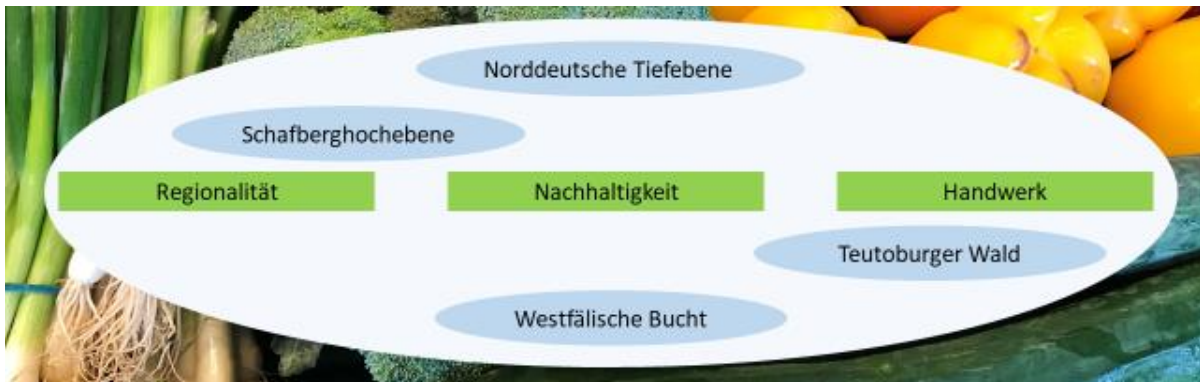 Norddeutsche Tiefebene
Schafberghochebene
Regionalität
Nachhaltigkeit
Handwerk
Teutoburger Wald
Westfälische Bucht